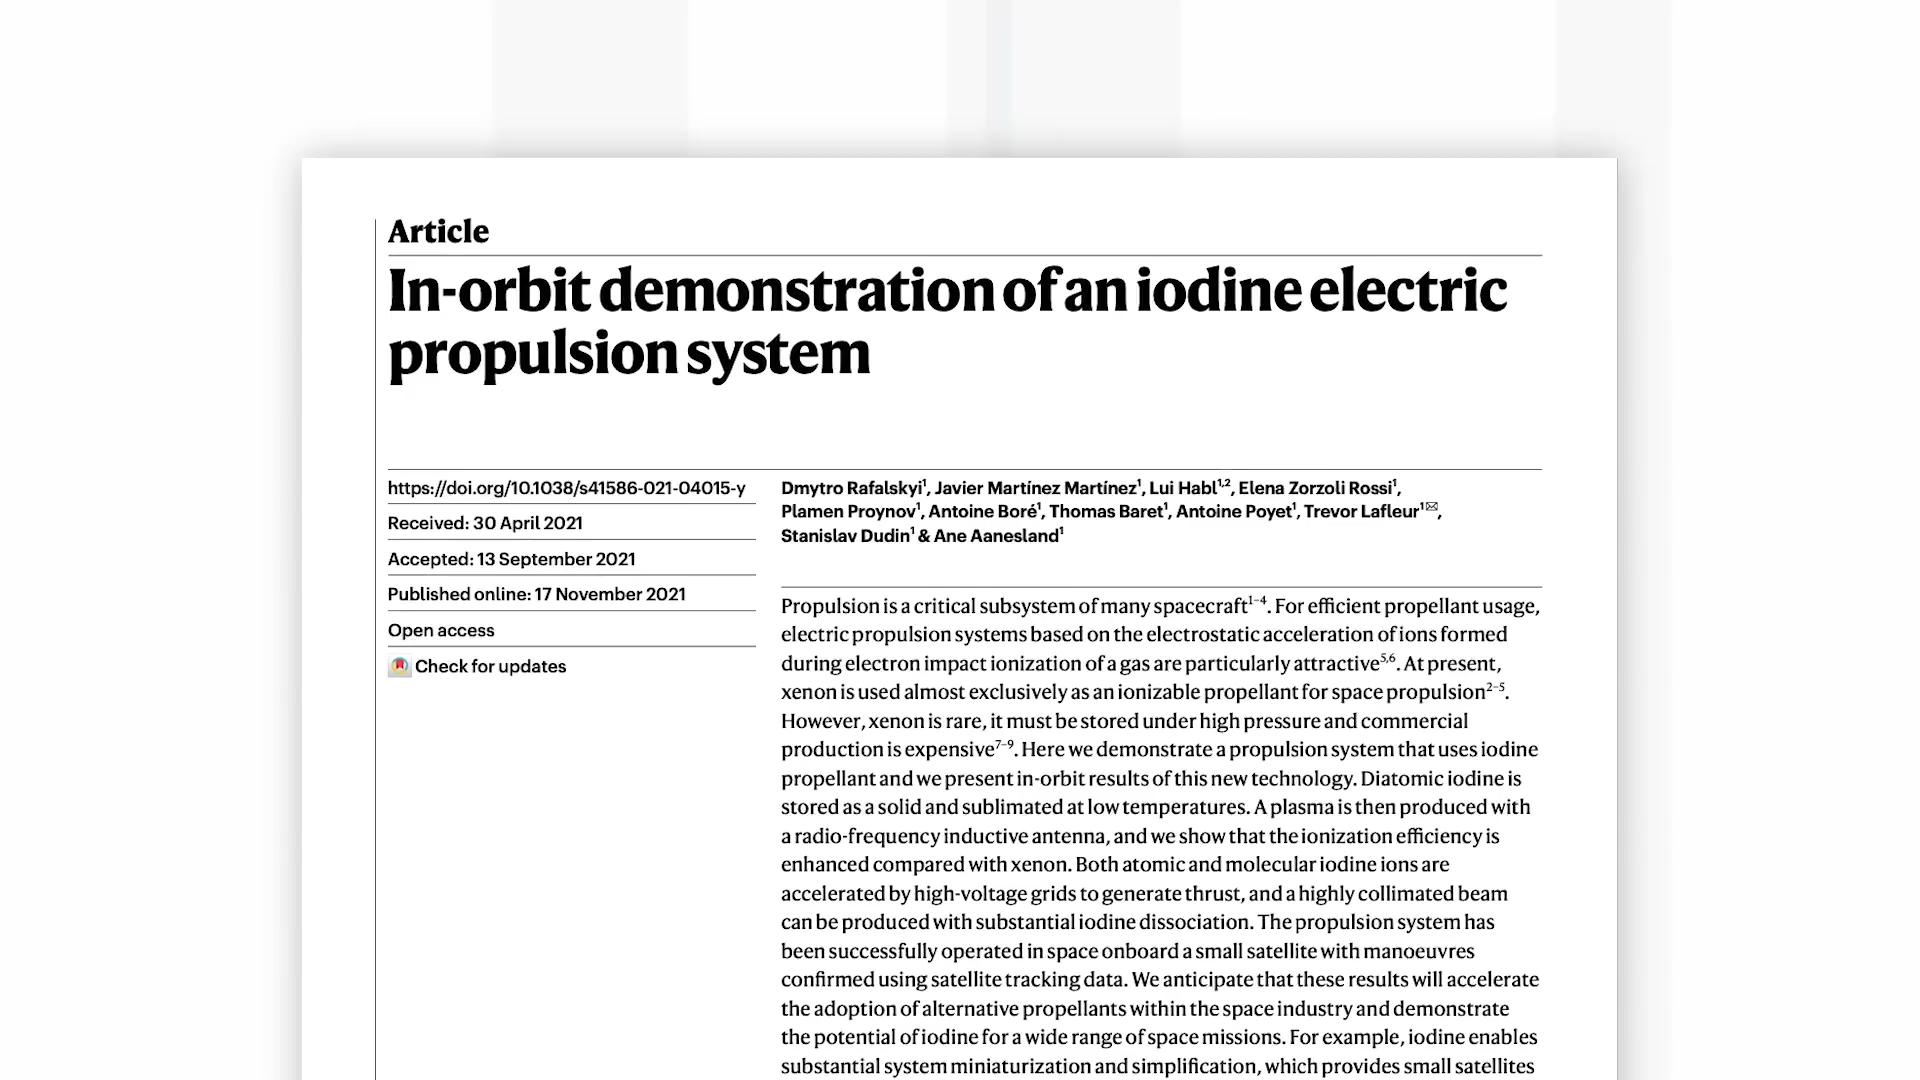 Article
In-orbit demonstration of an iodine electric
propulsion system
https://doi.org/10.1038/s41586-021-04015-y
Received: 30 April 2021
Accepted: 13 September 2021
Published online: 17 November 2021
Open access
Check for updates
Dmytro Rafalskyi¹, Javier Martínez Martínez¹, Lui Habl¹,², Elena Zorzoli Rossi¹,
Plamen Proynov¹, Antoine Boré¹, Thomas Baret¹, Antoine Poyet¹, Trevor Lafleur¹✉,
Stanislav Dudin¹ & Ane Aanesland¹
Propulsion is a critical subsystem of many spacecraft¹⁻⁴. For efficient propellant usage,
electric propulsion systems based on the electrostatic acceleration of ions formed
during electron impact ionization of a gas are particularly attractive⁵,⁶. At present,
xenon is used almost exclusively as an ionizable propellant for space propulsion²⁻⁵.
However, xenon is rare, it must be stored under high pressure and commercial
production is expensive⁷⁻⁹. Here we demonstrate a propulsion system that uses iodine
propellant and we present in-orbit results of this new technology. Diatomic iodine is
stored as a solid and sublimated at low temperatures. A plasma is then produced with
a radio-frequency inductive antenna, and we show that the ionization efficiency is
enhanced compared with xenon. Both atomic and molecular iodine ions are
accelerated by high-voltage grids to generate thrust, and a highly collimated beam
can be produced with substantial iodine dissociation. The propulsion system has
been successfully operated in space onboard a small satellite with manoeuvres
confirmed using satellite tracking data. We anticipate that these results will accelerate
the adoption of alternative propellants within the space industry and demonstrate
the potential of iodine for a wide range of space missions. For example, iodine enables
substantial system miniaturization and simplification, which provides small satellites